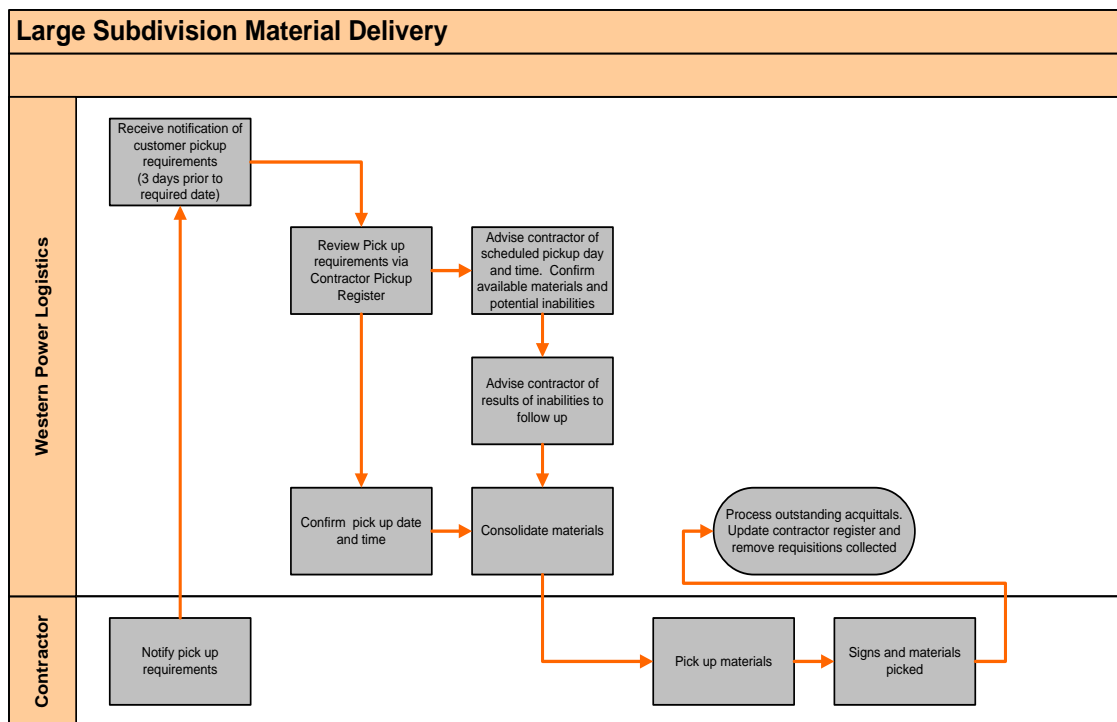 Large Subdivision Material Delivery
Western Power Logistics
Receive notification of
customer pickup
requirements
(3 days prior to
required date)
Review Pick up
requirements via
Contractor Pickup
Register
Advise contractor of
scheduled pickup day
and time.  Confirm
available materials and
potential inabilities
Advise contractor of
results of inabilities to
follow up
Confirm  pick up date
and time
Consolidate materials
Process outstanding acquittals.
Update contractor register and
remove requisitions collected
Contractor
Notify pick up
requirements
Pick up materials
Signs and materials
picked